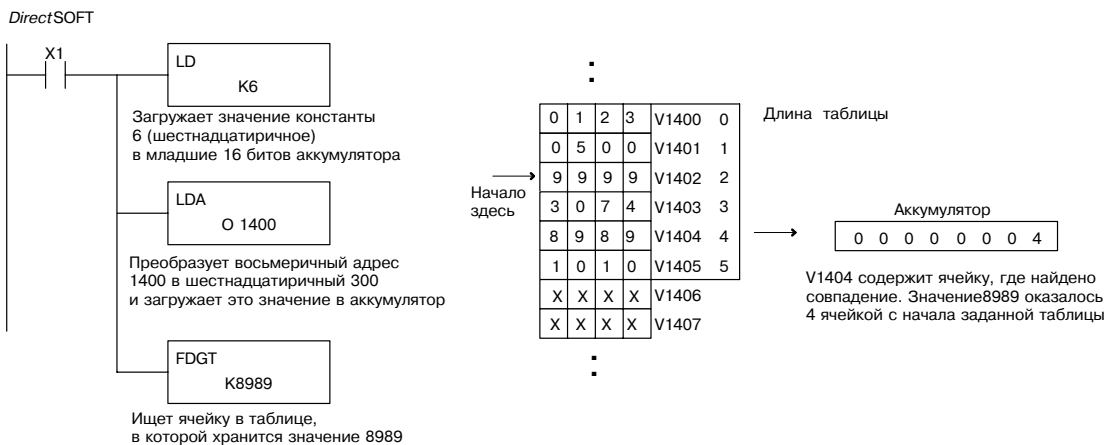 DirectSOFT
X1
LD
K6
Загружает значение константы
6 (шестнадцатиричное)
в младшие 16 битов аккумулятора
LDA
O 1400
Преобразует восьмеричный адрес
1400 в шестнадцатиричный 300
и загружает это значение в аккумулятор
FDGT
K8989
Ищет ячейку в таблице,
в которой хранится значение 8989
Начало
здесь
0 1 2 3 V1400 0
0 5 0 0 V1401 1
9 9 9 9 V1402 2
3 0 7 4 V1403 3
8 9 8 9 V1404 4
1 0 1 0 V1405 5
X X X X V1406
X X X X V1407
Длина таблицы
Аккумулятор
0 0 0 0 0 0 0 4
V1404 содержит ячейку, где найдено
совпадение. Значение8989 оказалось
4 ячейкой с начала заданной таблицы